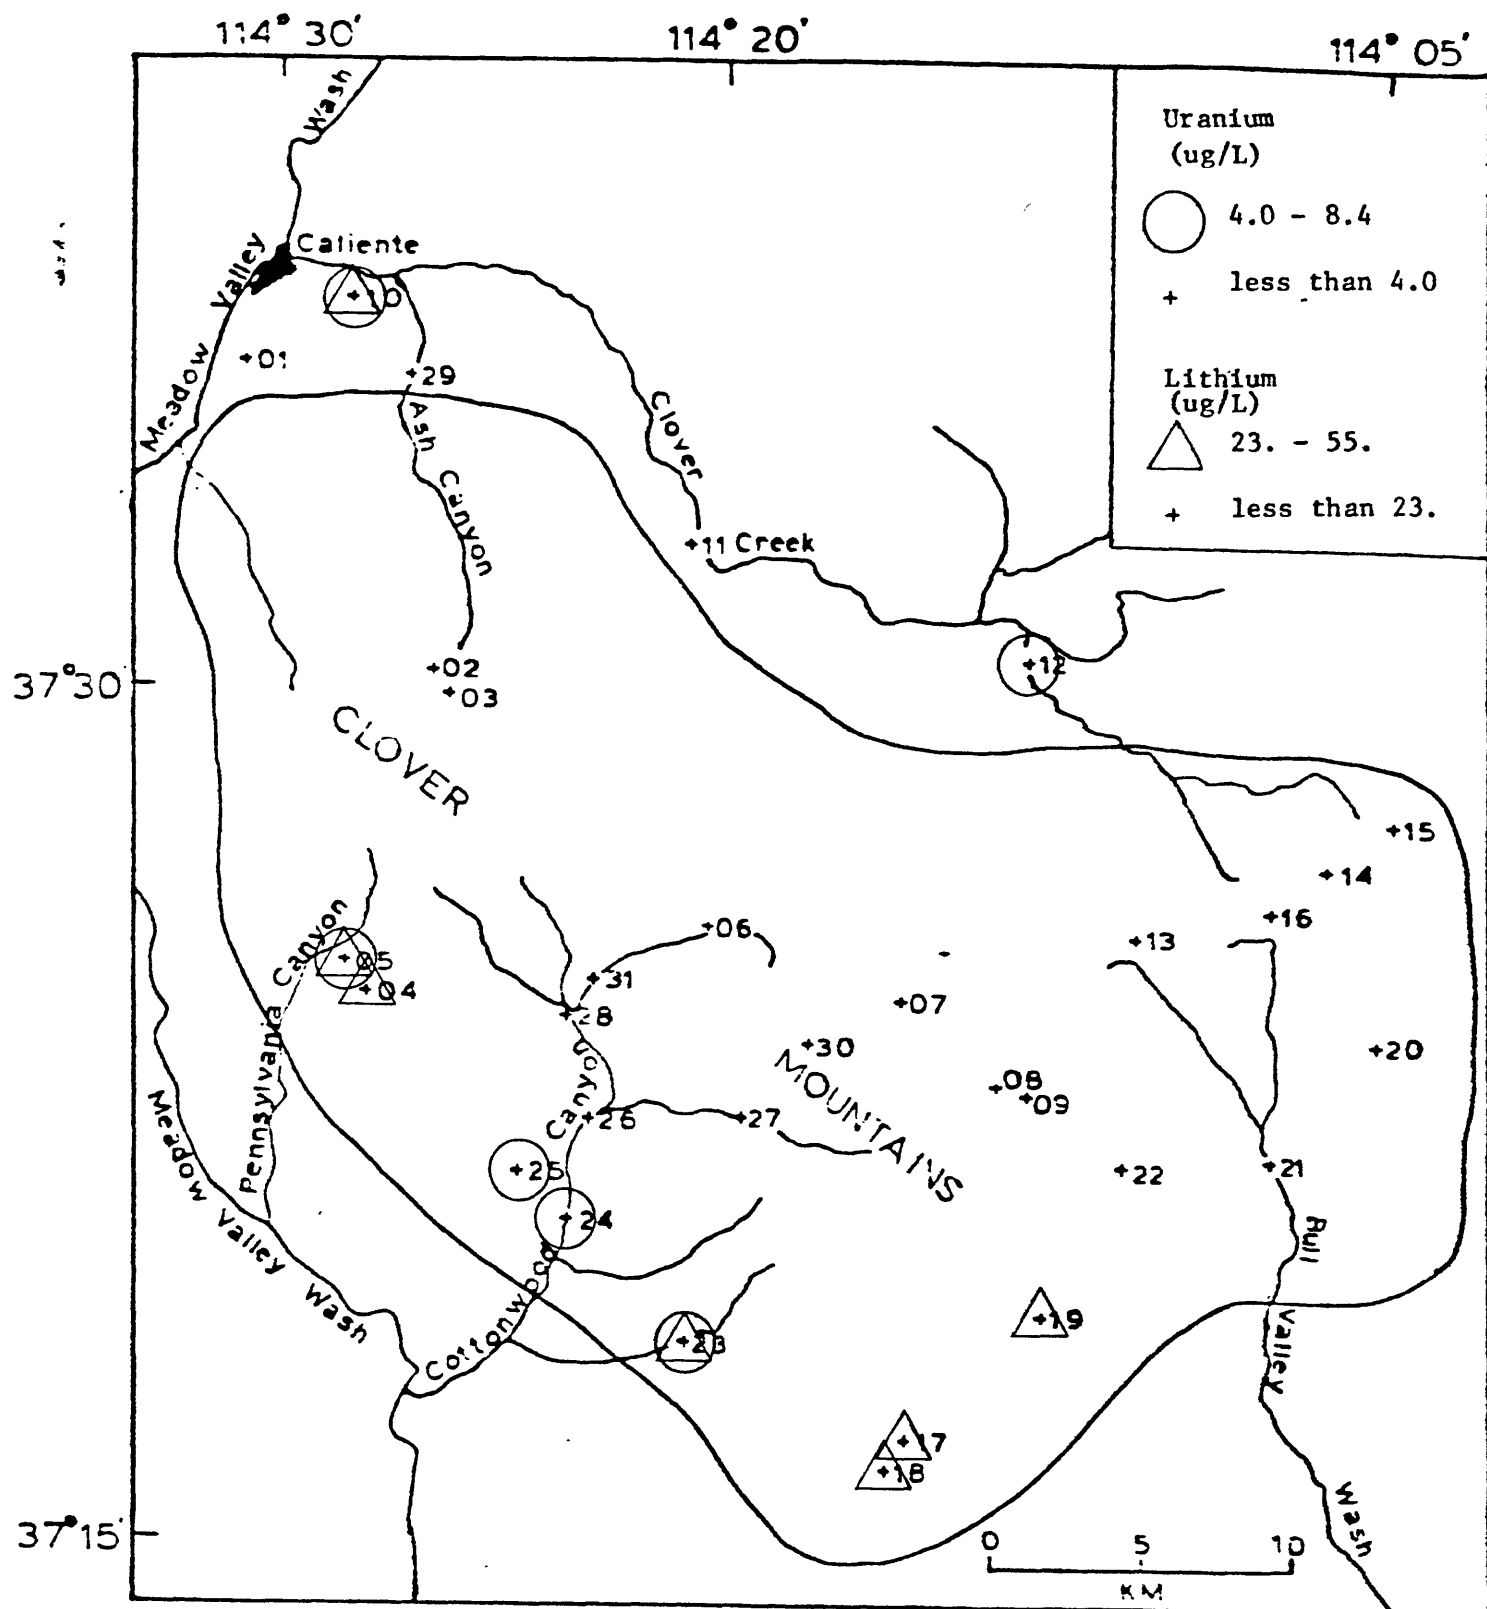 114° 30'
114° 20'
114° 05'
Uranium
(ug/L)
4.0 - 8.4
+ less than 4.0
Lithium
(ug/L)
23. - 55.
+ less than 23.
Wash
Valley
Meadow
Caliente
+01
+29
Ash Canyon
Clover
+11 Creek
+12
37°30
+02
+03
CLOVER
+15
+14
+16
+13
Canyon
Pennsylvania
05
+04
+06
+31
+28
+07
+30
MOUNTAINS
+08
+09
+20
Canyon
+26
+27
+25
+24
+22
+21
Meadow Valley Wash
Cottonwood
+23
+19
Bull
Valley
Wash
+17
+18
37°15'
0 5 10
KM